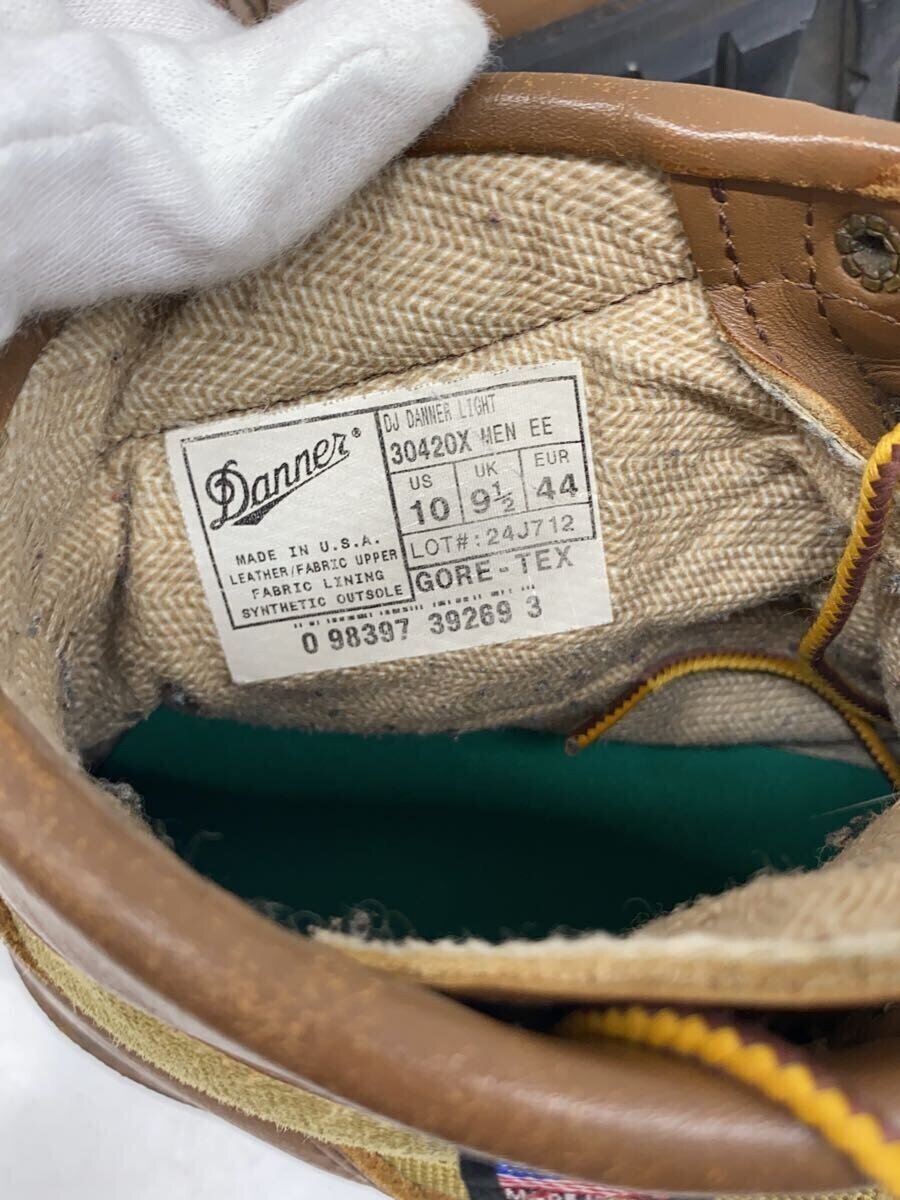 Danner®
MADE IN U.S.A.
LEATHER/FABRIC UPPER
FABRIC LINING
SYNTHETIC OUTSOLE
DJ DANNER LIGHT
30420X MEN EE
US UK EUR
10 9½ 44
LOT#:24J712
GORE-TEX
0 98397 39269 3